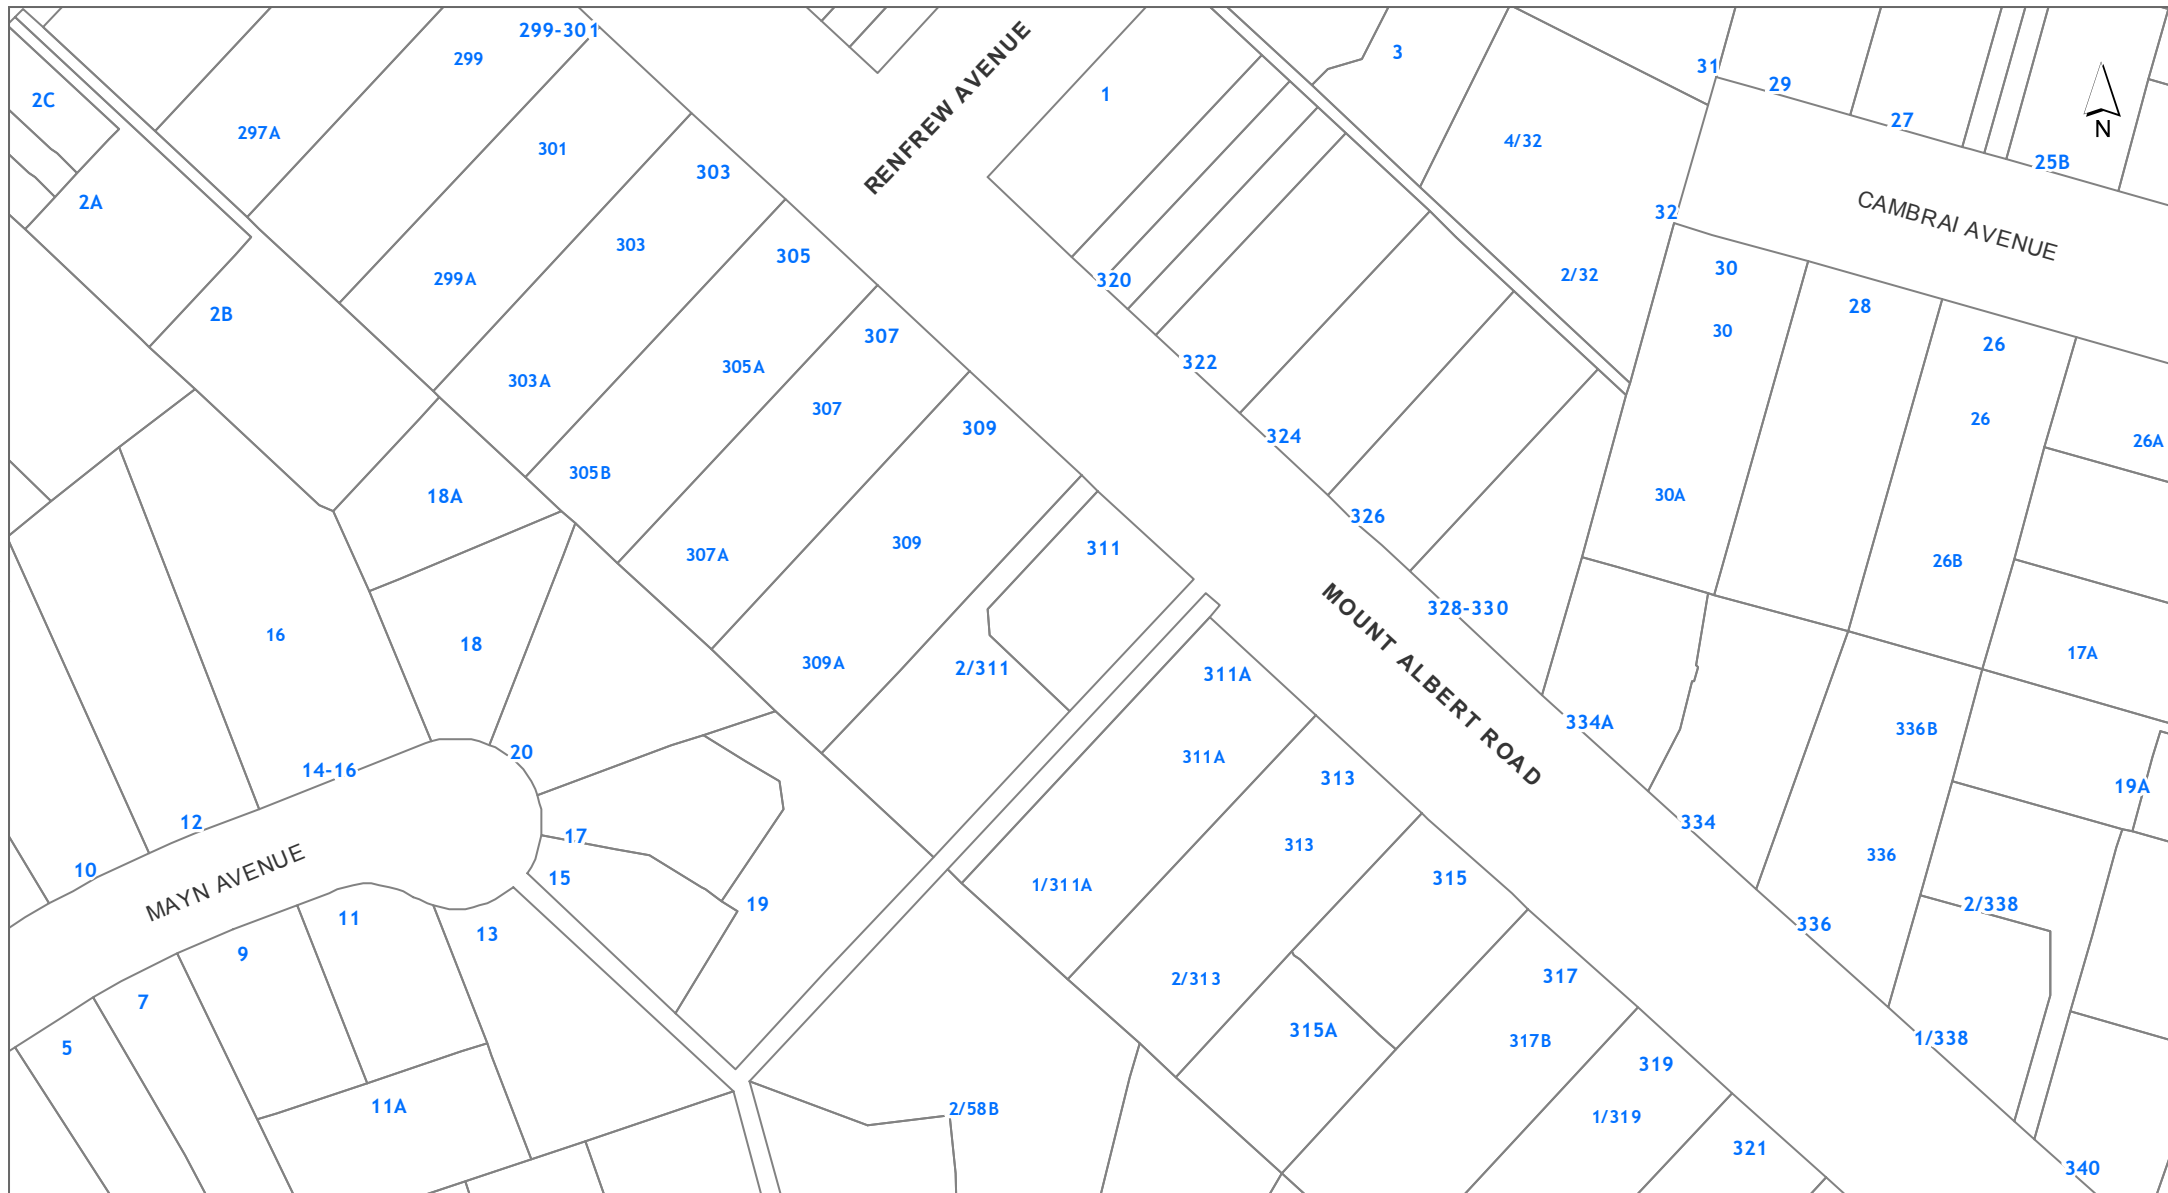 299-301
299
2C
297A
301
303
2A
303
305
299A
2B
307
303A
305A
307
309
305B
18A
307A
309
311
16
18
309A
2/311
311A
20
14-16
12
10
MAYN AVENUE
17
15
19
11
13
9
7
5
11A
RENFREW AVENUE
1
3
31
29
27
25B
N
4/32
32
CAMBRAI AVENUE
2/32
320
30
28
26
30
322
26
26A
324
30A
326
26B
328-330
17A
MOUNT ALBERT ROAD
334A
336B
311A
313
19A
334
313
336
1/311A
315
2/338
336
2/313
317
315A
317B
1/338
319
2/58B
1/319
321
340